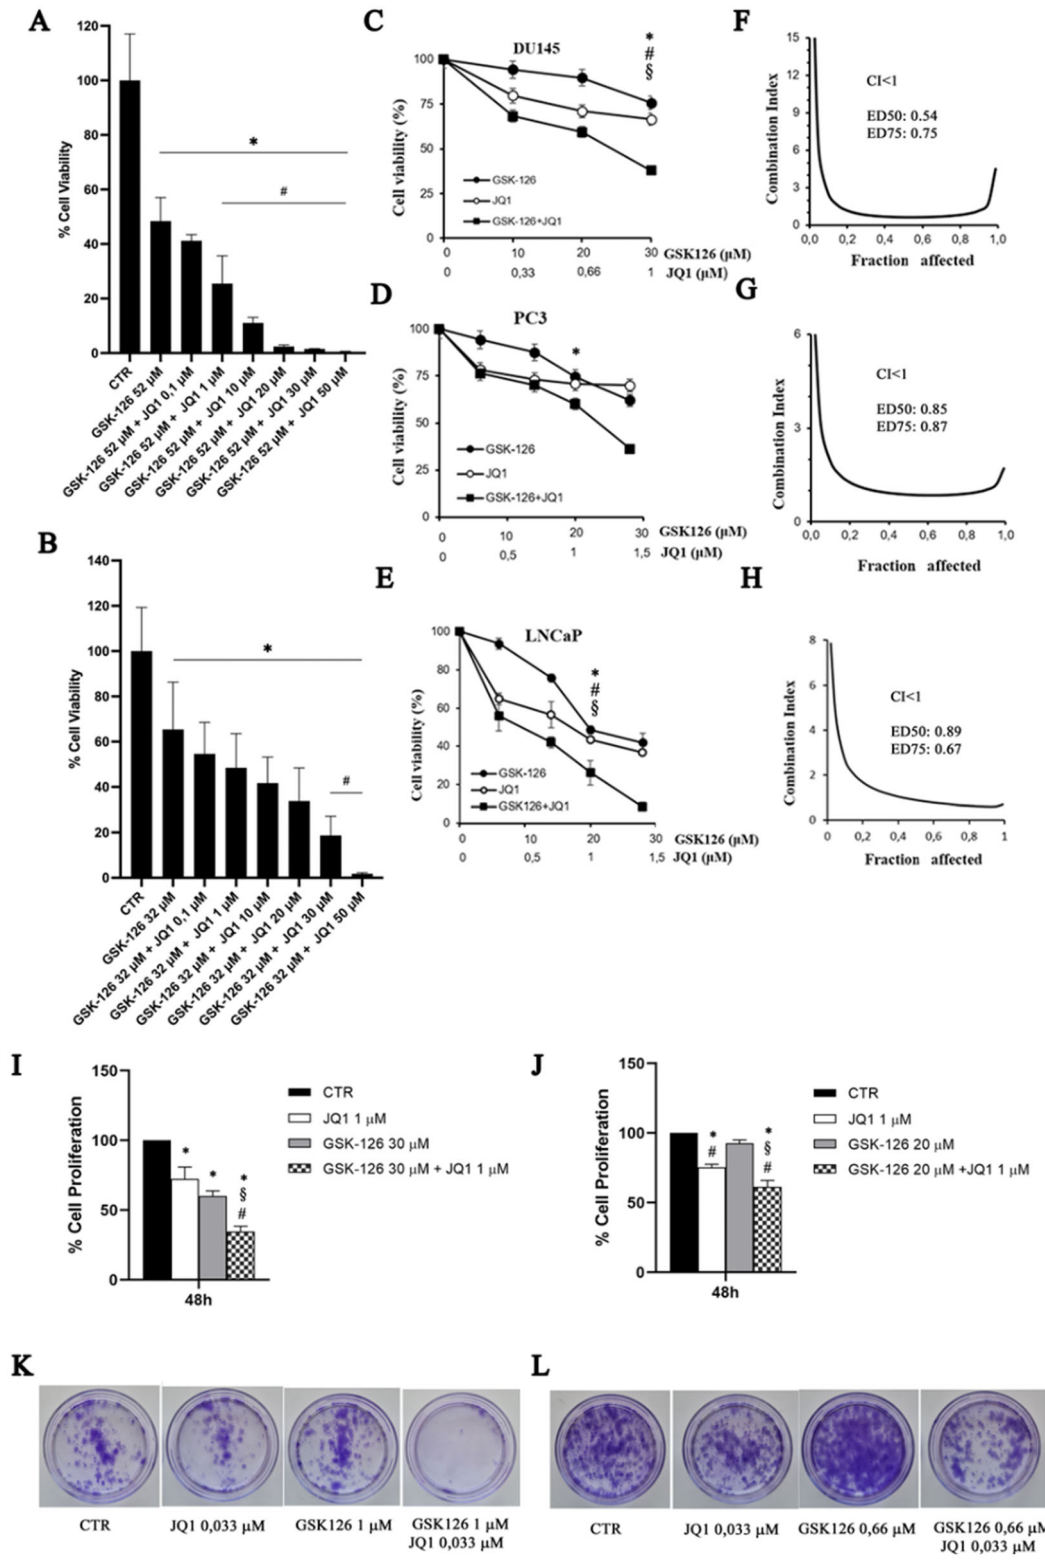 A
% Cell Viability
120
100
80
60
40
20
0
*
#
CTR
GSK-126 52 µM
GSK-126 52 µM + JQ1 0,1 µM
GSK-126 52 µM + JQ1 1 µM
GSK-126 52 µM + JQ1 10 µM
GSK-126 52 µM + JQ1 20 µM
GSK-126 52 µM + JQ1 30 µM
GSK-126 52 µM + JQ1 50 µM
B
% Cell Viability
140
120
100
80
60
40
20
0
*
#
CTR
GSK-126 32 µM
GSK-126 32 µM + JQ1 0,1 µM
GSK-126 32 µM + JQ1 1 µM
GSK-126 32 µM + JQ1 10 µM
GSK-126 32 µM + JQ1 20 µM
GSK-126 32 µM + JQ1 30 µM
GSK-126 32 µM + JQ1 50 µM
C
DU145
*
#
§
Cell viability (%)
100
75
50
25
0
GSK-126
JQ1
GSK-126+JQ1
0 10 20 30 GSK126 (µM)
0 0,33 0,66 1 JQ1 (µM)
D
PC3
*
Cell viability (%)
100
75
50
25
0
GSK-126
JQ1
GSK-126+JQ1
0 10 20 30 GSK126 (µM)
0 0,5 1 1,5 JQ1 (µM)
E
LNCaP
*
#
§
Cell viability (%)
100
80
60
40
20
0
GSK-126
JQ1
GSK126+JQ1
0 10 20 30 GSK126 (µM)
0 0,5 1 1,5 JQ1 (µM)
F
Combination Index
15
12
9
6
3
0
CI<1
ED50: 0.54
ED75: 0.75
0,0 0,2 0,4 0,6 0,8 1,0
Fraction affected
G
Combination Index
6
3
0
CI<1
ED50: 0.85
ED75: 0.87
0,0 0,2 0,4 0,6 0,8 1,0
Fraction affected
H
Combination Index
8
6
4
2
0
CI<1
ED50: 0.89
ED75: 0.67
0 0,2 0,4 0,6 0,8 1
Fraction affected
I
% Cell Proliferation
150
100
50
0
*
*
*
§
#
48h
CTR
JQ1 1 µM
GSK-126 30 µM
GSK-126 30 µM + JQ1 1 µM
J
% Cell Proliferation
150
100
50
0
*
#
*
§
#
48h
CTR
JQ1 1 µM
GSK-126 20 µM
GSK-126 20 µM +JQ1 1 µM
K
CTR
JQ1 0,033 µM
GSK126 1 µM
GSK126 1 µM
JQ1 0,033 µM
L
CTR
JQ1 0,033 µM
GSK126 0,66 µM
GSK126 0,66 µM
JQ1 0,033 µM